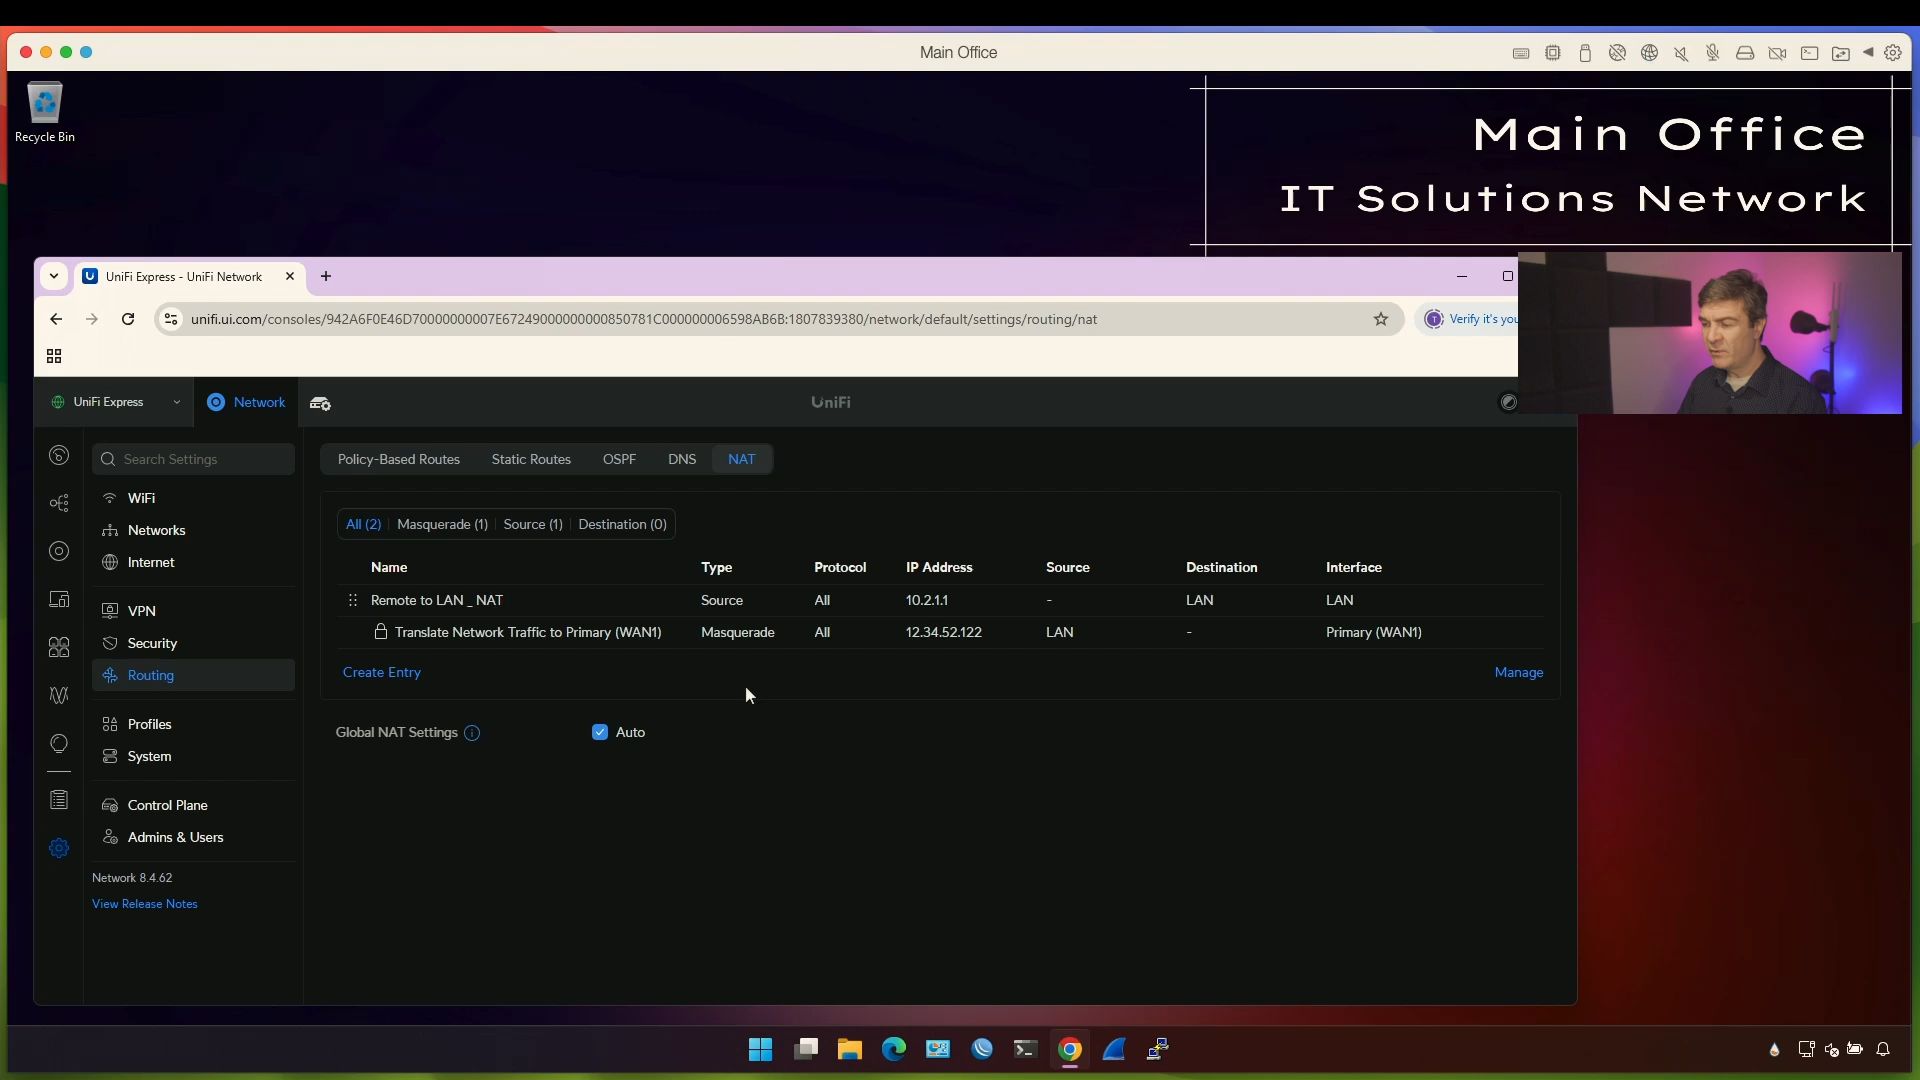 Main Office
Recycle Bin
Main Office
IT Solutions Network
UniFi Express - UniFi Network
unifi.ui.com/consoles/942A6F0E46D70000000007E67249000000000850781C000000006598AB6B:1807839380/network/default/settings/routing/nat
Verify it's you
UniFi Express
Network
UniFi
Search Settings
WiFi
Networks
Internet
VPN
Security
Routing
Profiles
System
Control Plane
Admins & Users
Network 8.4.62
View Release Notes
Policy-Based Routes Static Routes OSPF DNS NAT
All (2) Masquerade (1) Source (1) Destination (0)
Name Type Protocol IP Address Source Destination Interface
Remote to LAN _ NAT Source All 10.2.1.1 - LAN LAN
Translate Network Traffic to Primary (WAN1) Masquerade All 12.34.52.122 LAN - Primary (WAN1)
Create Entry Manage
Global NAT Settings Auto